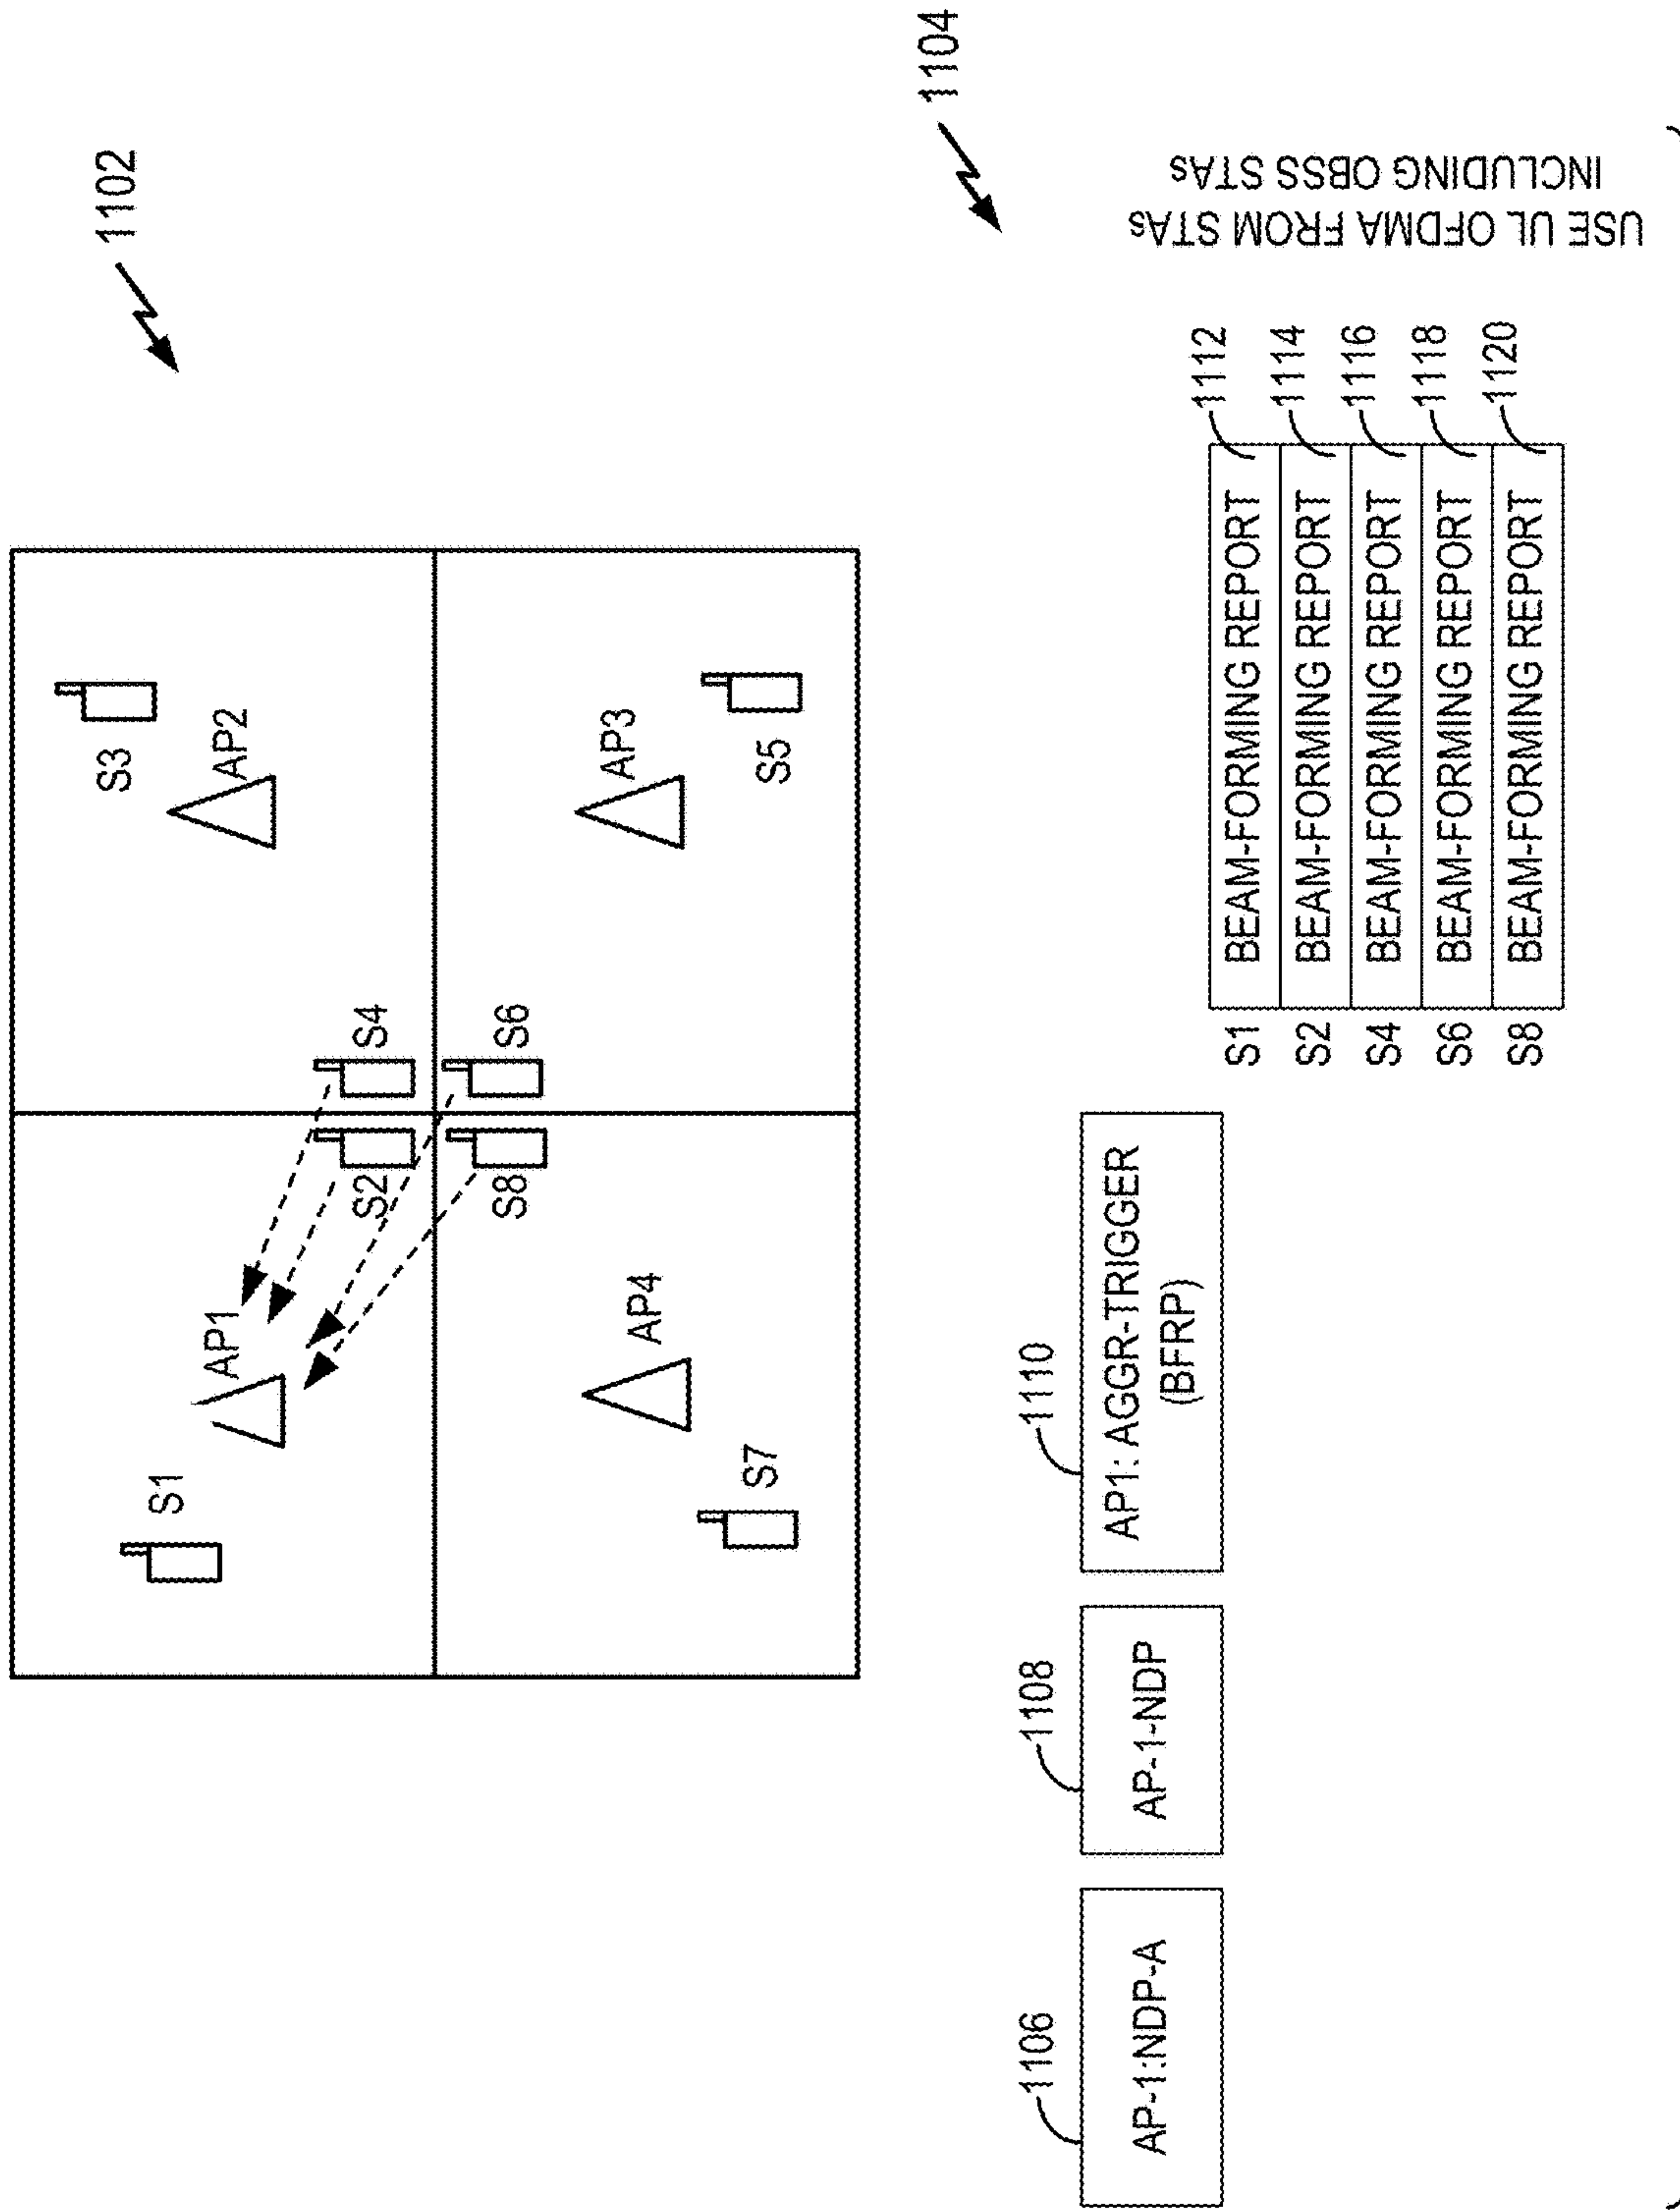 1102
S1
AP1
S2
S4
S3
AP2
S7
AP4
S8
S6
S5
AP3
1104
1106
AP-1:NDP-A
1108
AP-1-NDP
1110
AP1: AGGR-TRIGGER
(BFRP)
S1 BEAM-FORMING REPORT 1112
S2 BEAM-FORMING REPORT 1114
S4 BEAM-FORMING REPORT 1116
S6 BEAM-FORMING REPORT 1118
S8 BEAM-FORMING REPORT 1120
USE UL OFDMA FROM STAs
INCLUDING OBSS STAs